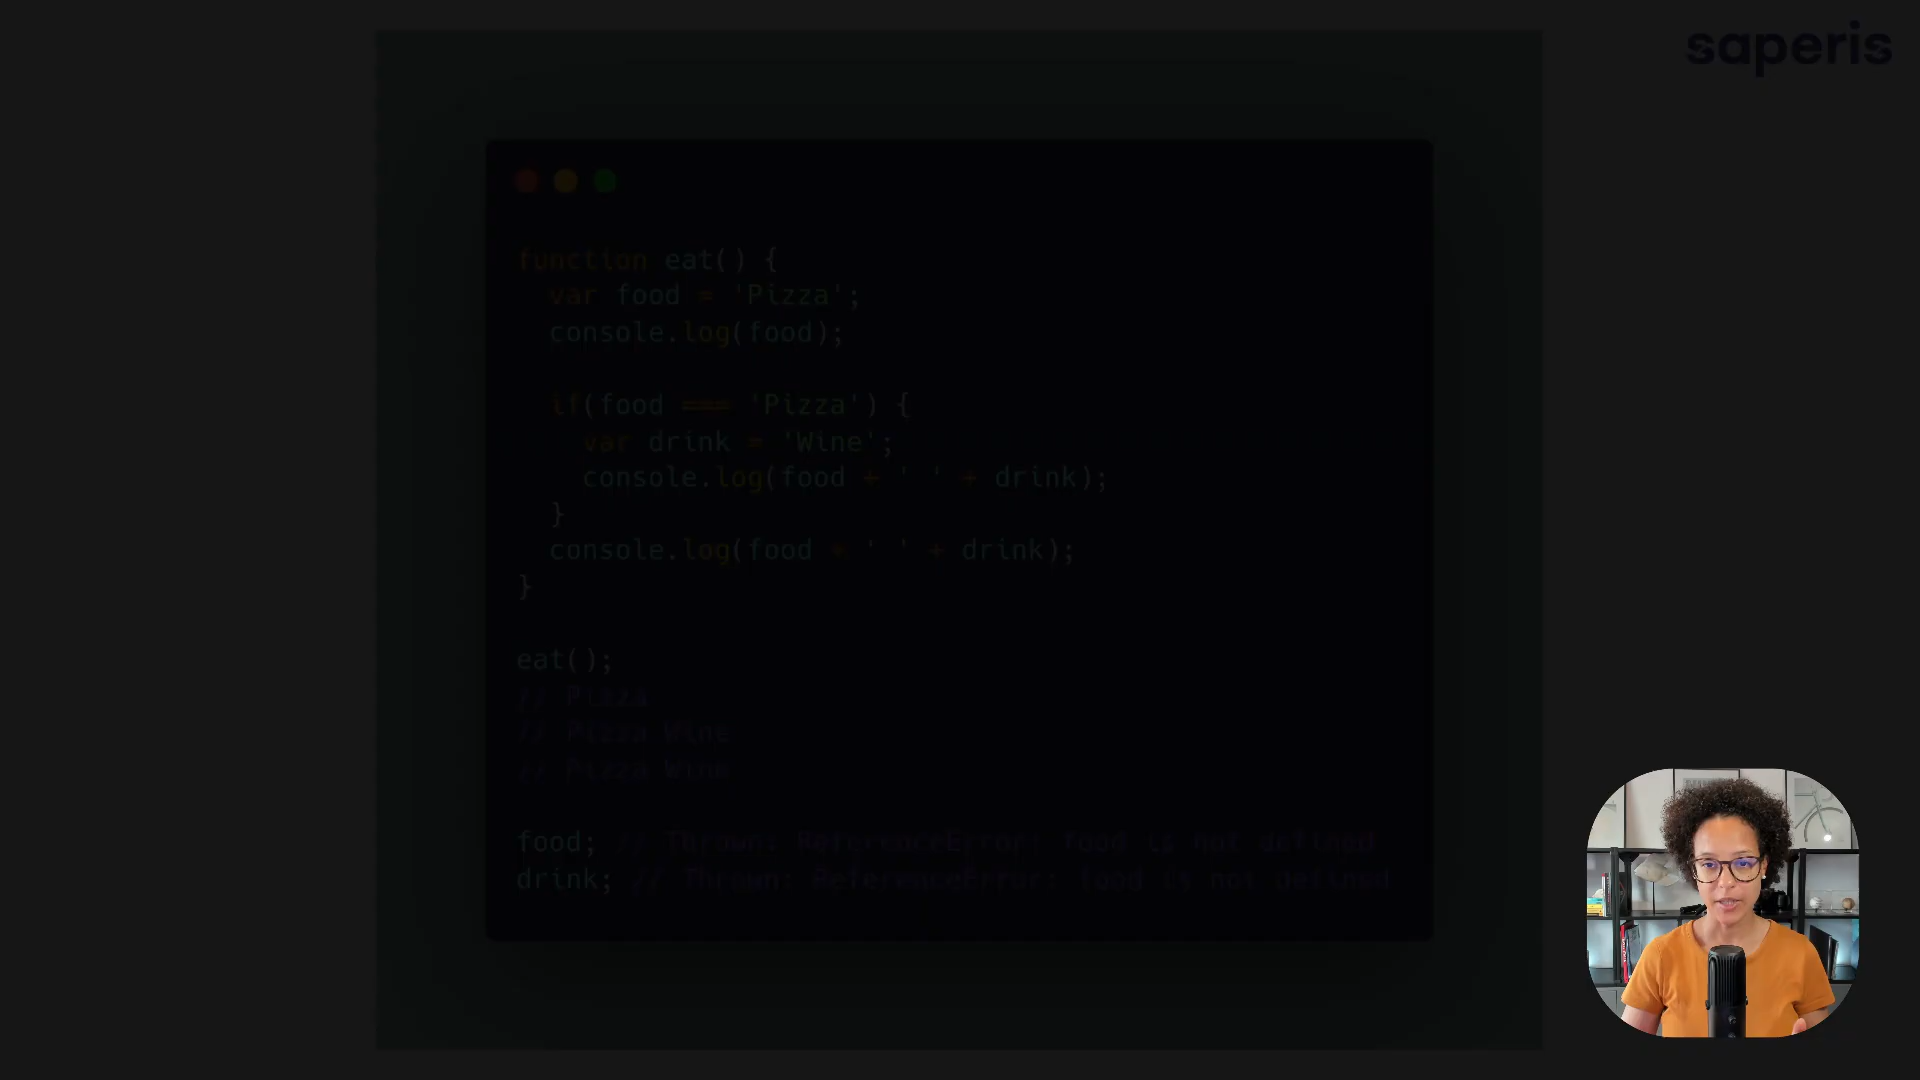 saperis
function eat() {
var food = 'Pizza';
console.log(food);
if(food === 'Pizza') {
var drink = 'Wine';
console.log(food + ' ' + drink);
}
console.log(food + ' ' + drink);
}
eat();
// Pizza
// Pizza Wine
// Pizza Wine
food; // Thrown: ReferenceError: food is not defined
drink; // Thrown: ReferenceError: food is not defined